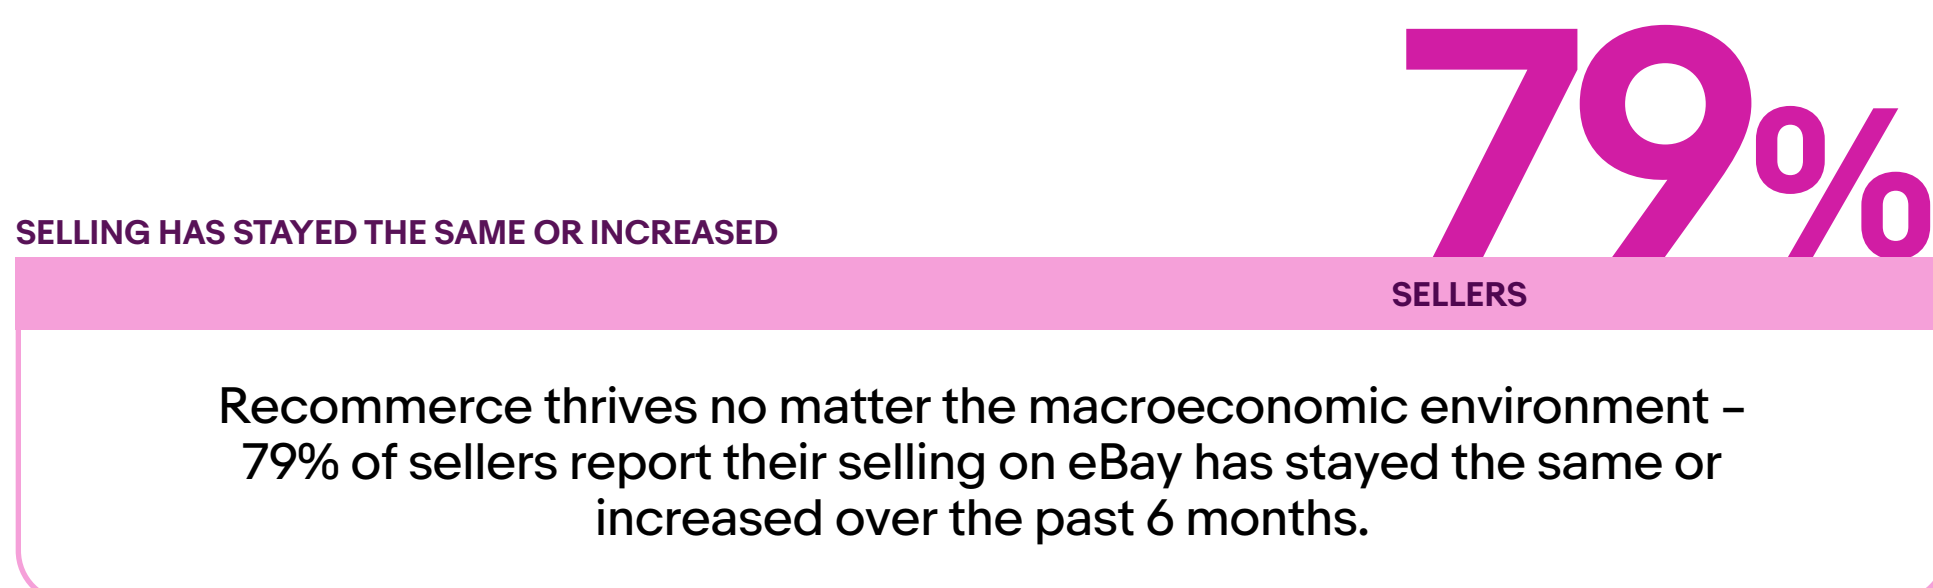 79%
SELLING HAS STAYED THE SAME OR INCREASED
SELLERS
Recommerce thrives no matter the macroeconomic environment –
79% of sellers report their selling on eBay has stayed the same or
increased over the past 6 months.